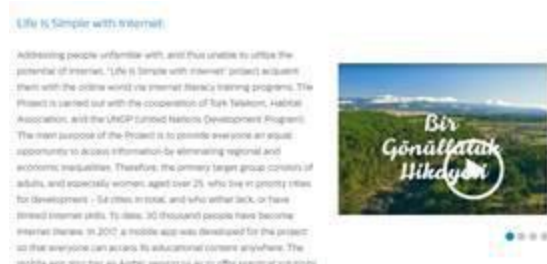 Life Is Simple with Internet:
Addressing people unfamiliar with, and thus unable to utilize the
potential of Internet, "Life is Simple with Internet" project acquaint
them with the online world via internet literacy training programs. The
Project is carried out with the cooperation of Türk Telekom, Habitat
Association, and the UNDP (United Nations Development Program).
The main purpose of the Project is to provide everyone an equal
opportunity to access information by eliminating regional and
economic inequalities. Therefore, the primary target group consists of
adults, and especially women, aged over 25, who live in priority cities
for development – 54 cities in total, and who either lack, or have
limited Internet skills. To date, 30 thousand people have become
Internet literate. In 2017, a mobile app was developed for the project
so that everyone can access its educational content anywhere. The
Bir
Gönüllülük
Hikayesi